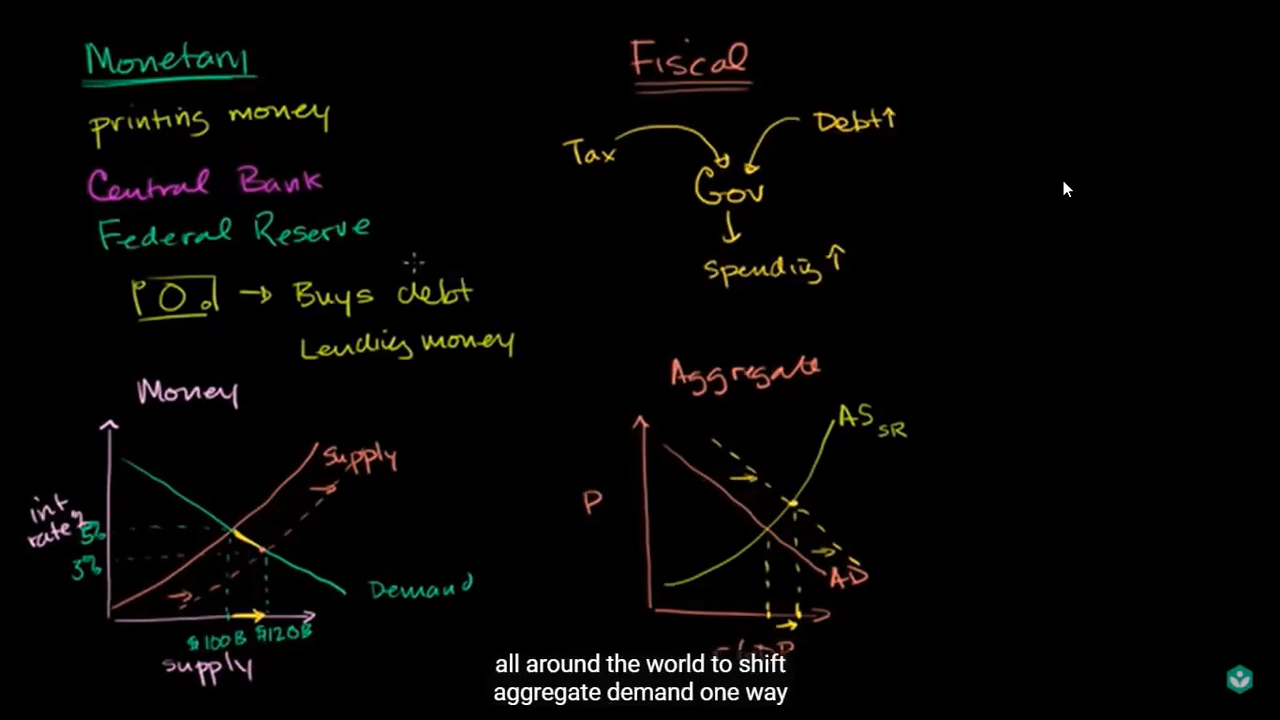 Monetary
printing money
Central Bank
Federal Reserve
→ Buys debt
Lending money
Money
int rate
5%
3%
Supply
Demand
$100B $120B
supply
Fiscal
Tax
Debt↑
Gov
Spending↑
Aggregate
AS SR
P
AD
all around the world to shift
aggregate demand one way